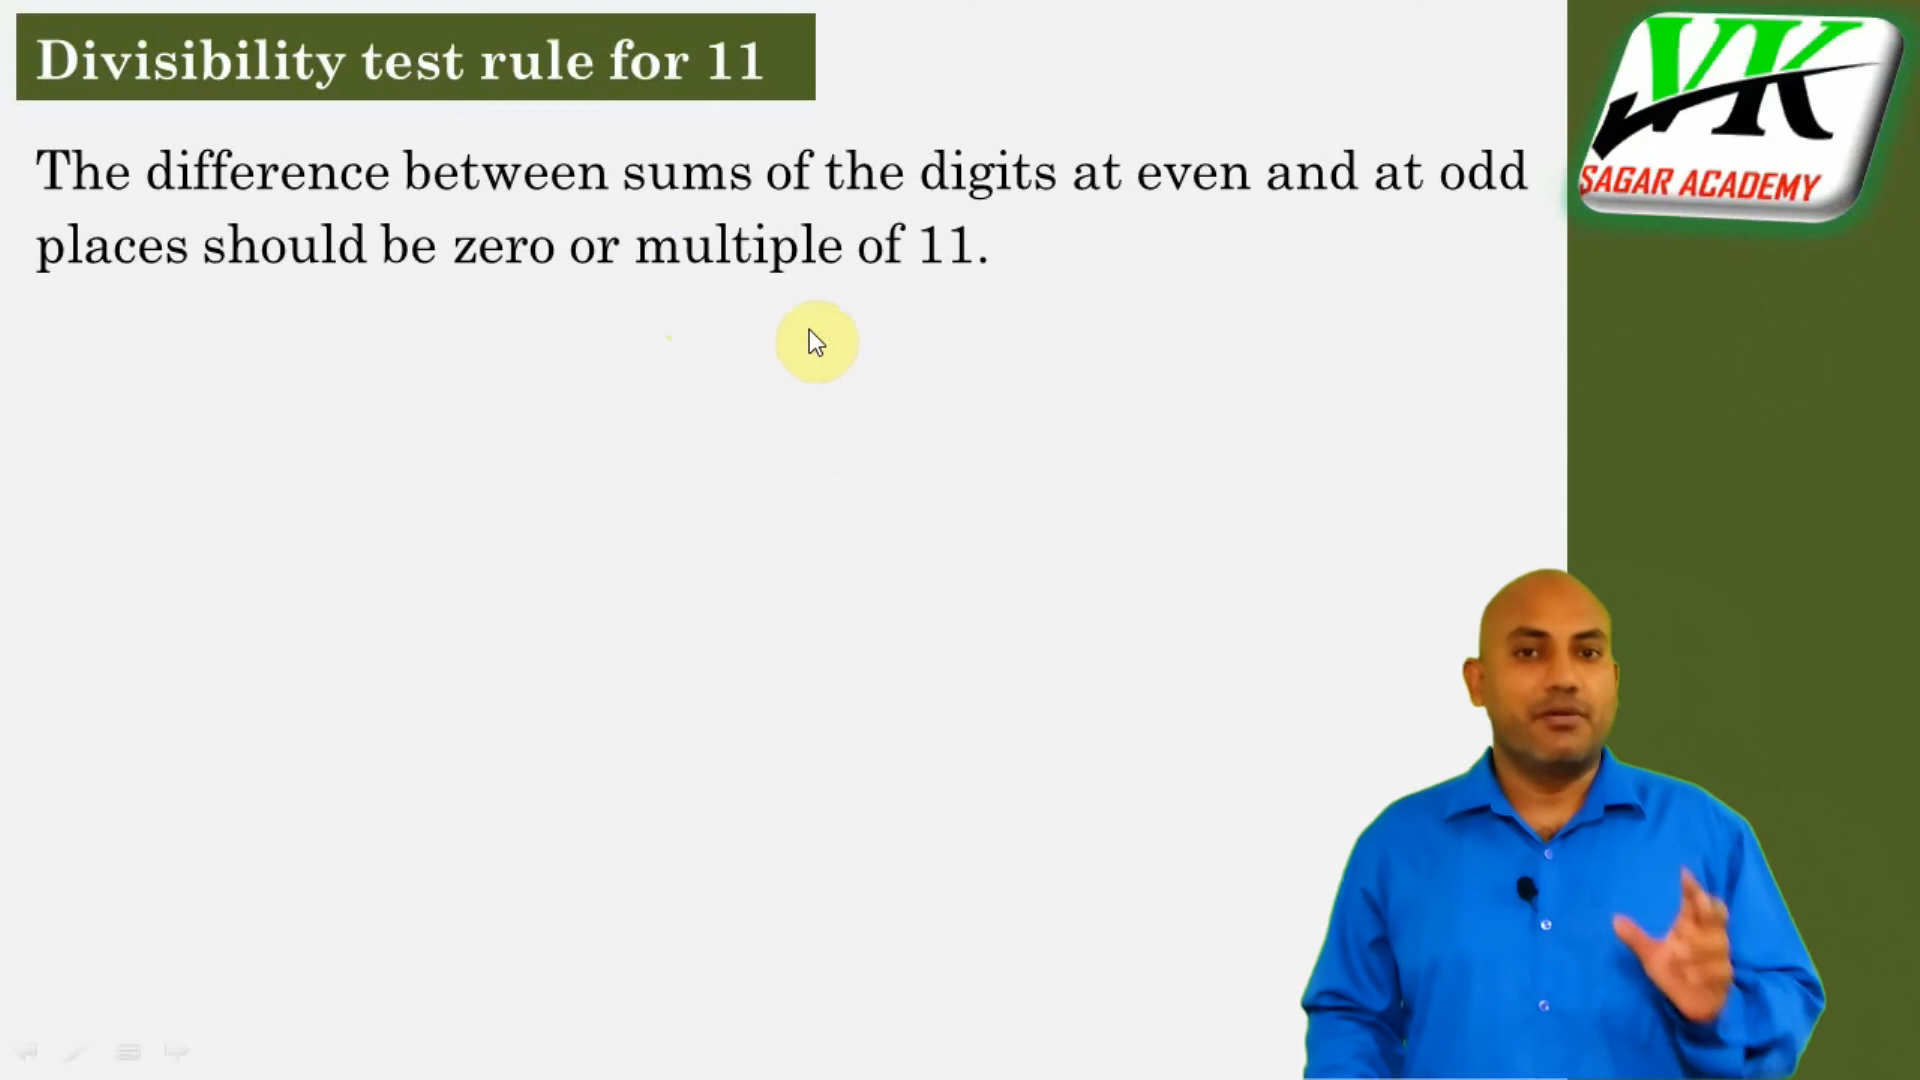 Divisibility test rule for 11
The difference between sums of the digits at even and at odd
places should be zero or multiple of 11.
VK
SAGAR ACADEMY